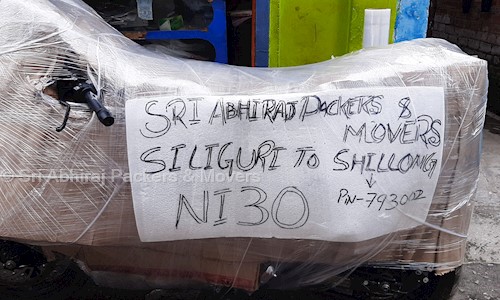 SRI ABHIRAJ PACKERS &
MOVERS
SILIGURI TO SHILLONG
↓
PIN-793002
NI30
Sri Abhiraj Packers & Movers